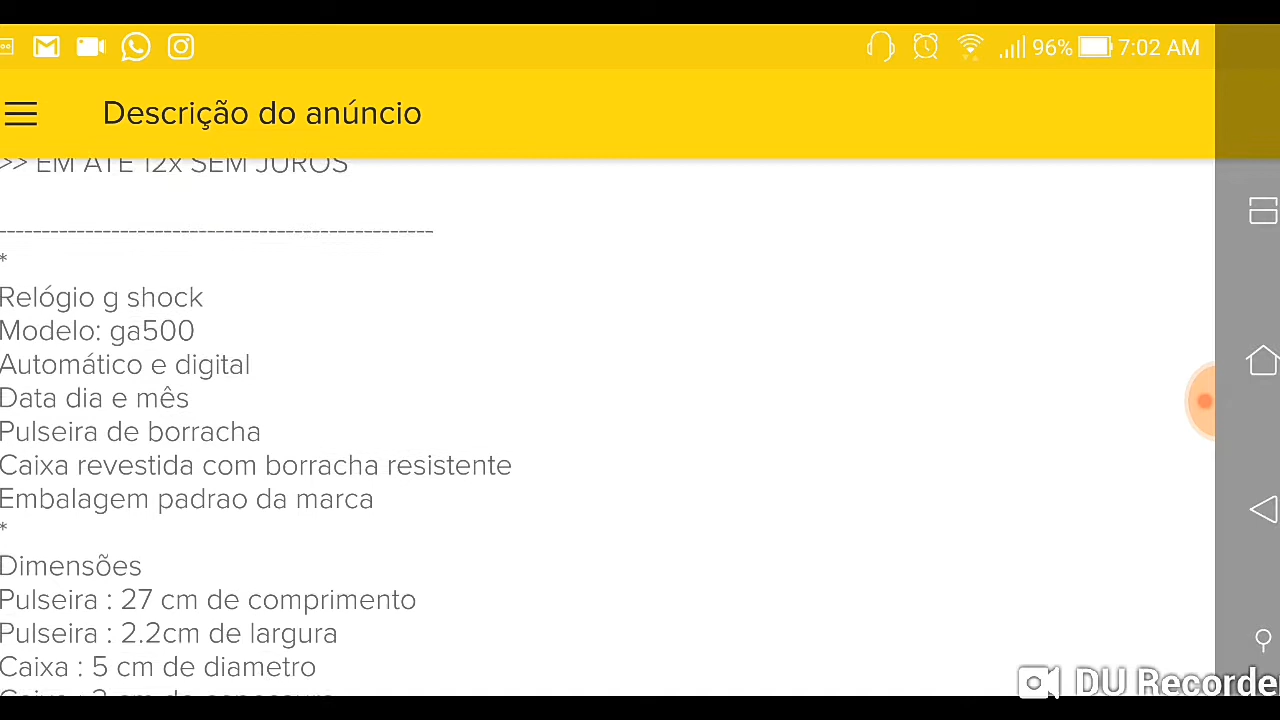 96% 7:02 AM
Descrição do anúncio
>> EM ATÉ 12x SEM JUROS
--------------------------------------------------
*
Relógio g shock
Modelo: ga500
Automático e digital
Data dia e mês
Pulseira de borracha
Caixa revestida com borracha resistente
Embalagem padrao da marca
*
Dimensões
Pulseira : 27 cm de comprimento
Pulseira : 2.2cm de largura
Caixa : 5 cm de diametro
DU Recorde